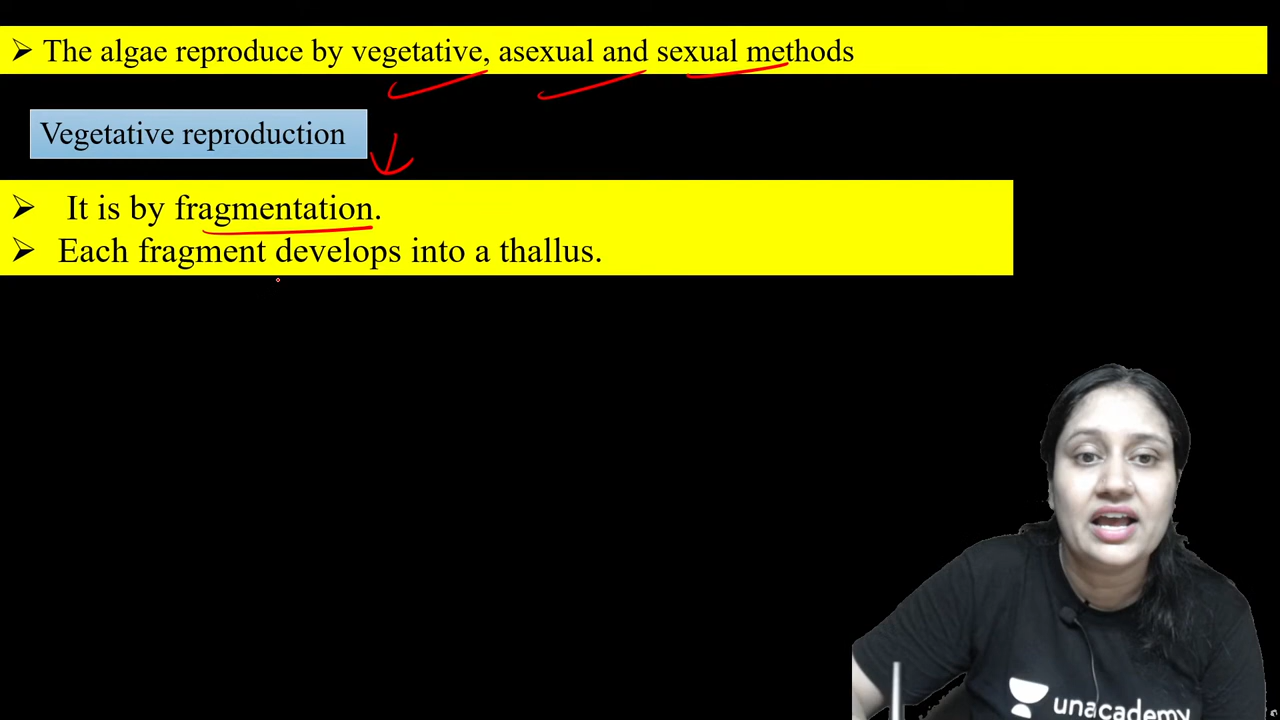 ➢ The algae reproduce by vegetative, asexual and sexual methods
Vegetative reproduction
➢ It is by fragmentation.
➢ Each fragment develops into a thallus.
unacademy